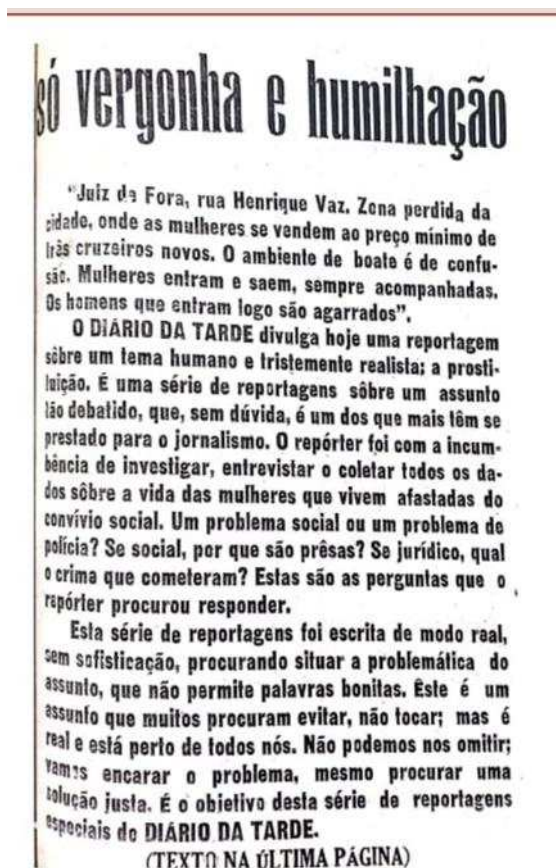 só vergonha e humilhação
"Juiz de Fora, rua Henrique Vaz. Zona perdida da
cidade, onde as mulheres se vendem ao preço mínimo de
três cruzeiros novos. O ambiente de boate é de confu-
são. Mulheres entram e saem, sempre acompanhadas.
Os homens que entram logo são agarrados".
O DIÁRIO DA TARDE divulga hoje uma reportagem
sôbre um tema humano e tristemente realista; a prosti-
tuição. É uma série de reportagens sôbre um assunto
tão debatido, que, sem dúvida, é um dos que mais têm se
prestado para o jornalismo. O repórter foi com a incum-
bência de investigar, entrevistar o coletar todos os da-
dos sôbre a vida das mulheres que vivem afastadas do
convívio social. Um problema social ou um problema de
polícia? Se social, por que são prêsas? Se jurídico, qual
o crima que cometeram? Estas são as perguntas que o
repórter procurou responder.
Esta série de reportagens foi escrita de modo real,
sem sofisticação, procurando situar a problemática do
assunto, que não permite palavras bonitas. Êste é um
assunto que muitos procuram evitar, não tocar; mas é
real e está perto de todos nós. Não podemos nos omitir;
vamos encarar o problema, mesmo procurar uma
solução justa. É o objetivo desta série de reportagens
especiais do DIÁRIO DA TARDE.
(TEXTO NA ÚLTIMA PÁGINA)